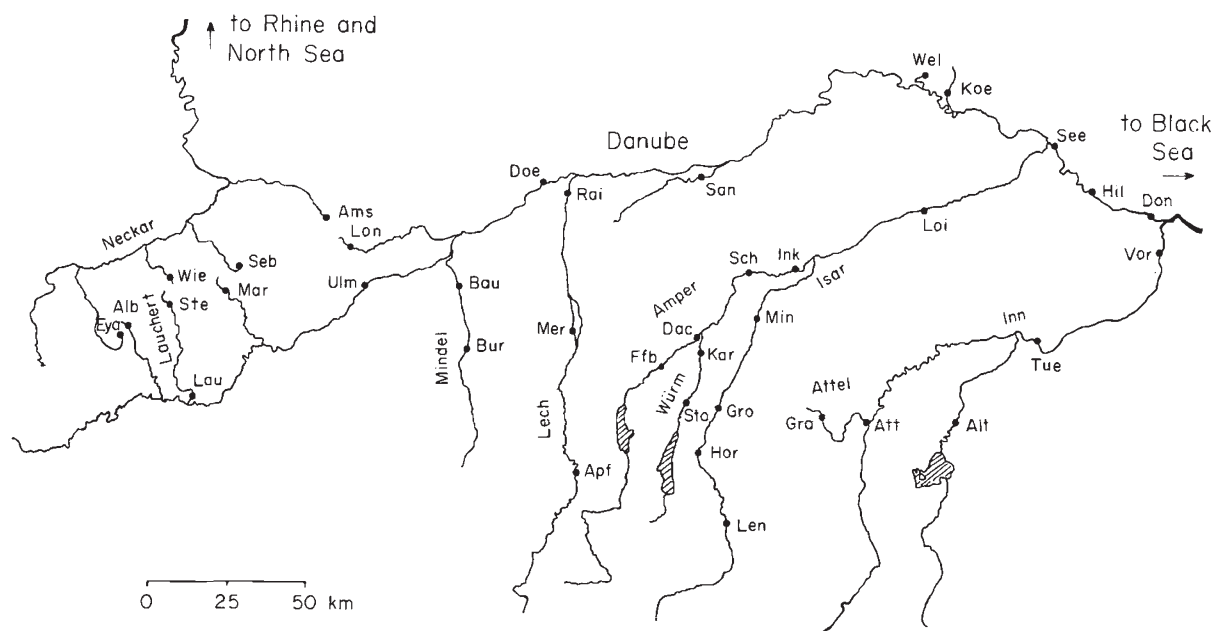 to Rhine and
North Sea
Wel
Koe
to Black
Sea
Danube
See
Doe
Rai
San
Hil
Don
Ams
Lon
Neckar
Loi
Vor
Seb
Wie
Mar
Ulm
Bau
Sch
Ink
Isar
Alb
Ste
Eya
Lauchert
Amper
Min
Inn
Mer
Dac
Kar
Ffb
Mindel
Bur
Tue
Lau
Würm
Sta
Gro
Attel
Gra
Att
Alt
Lech
Hor
Apf
Len
0 25 50 km